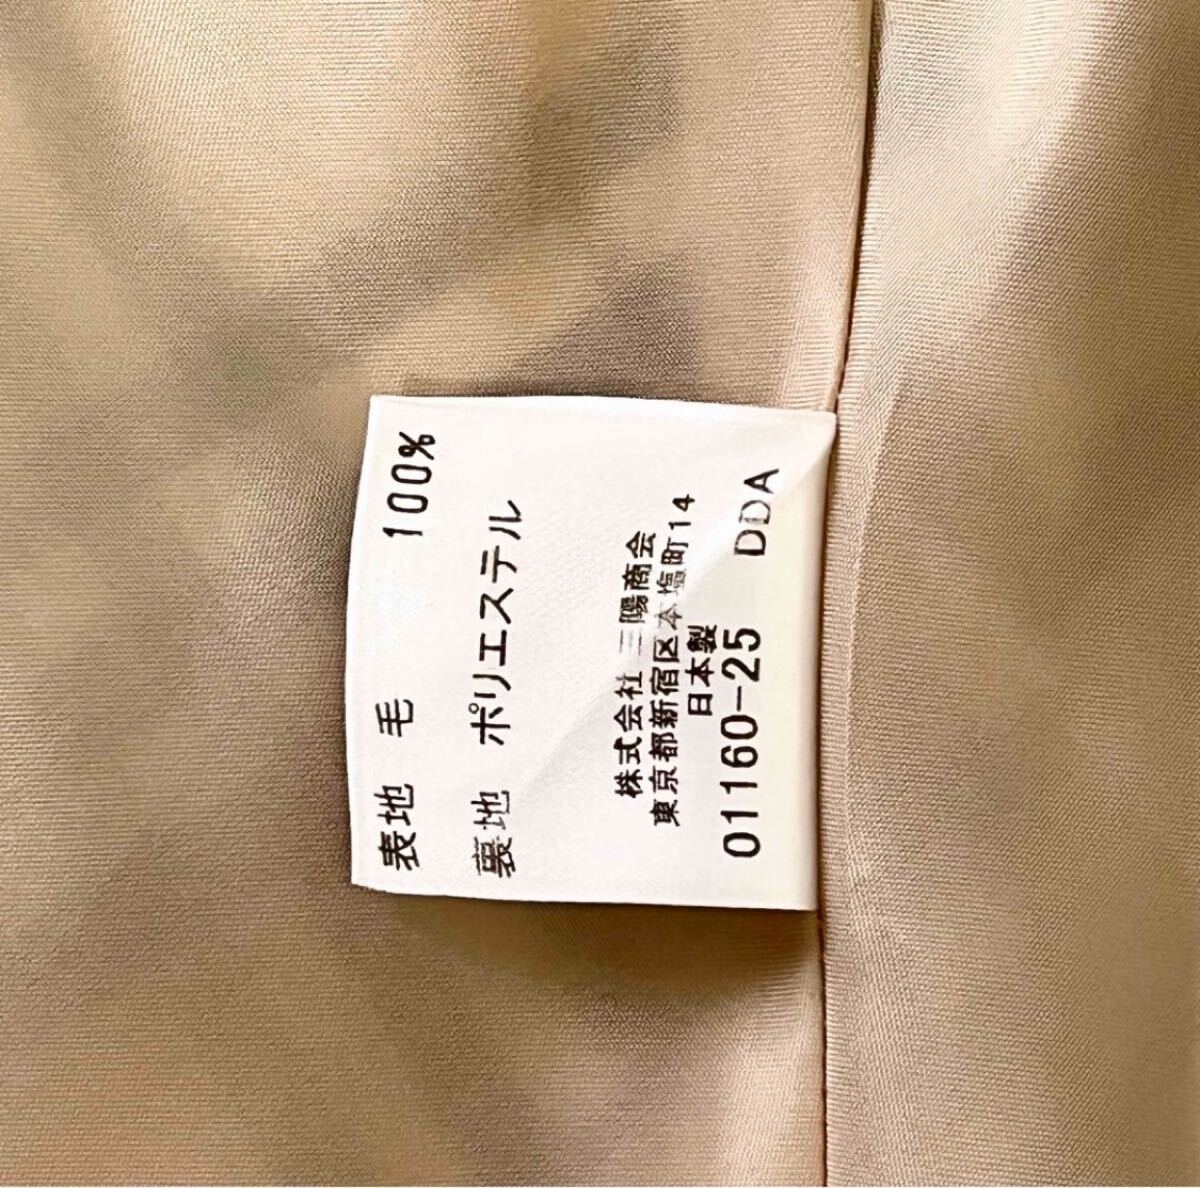 表地 毛 100%
裏地 ポリエステル
株式会社 三陽商会
東京都新宿区本塩町14
日本製
01160-25 DDA